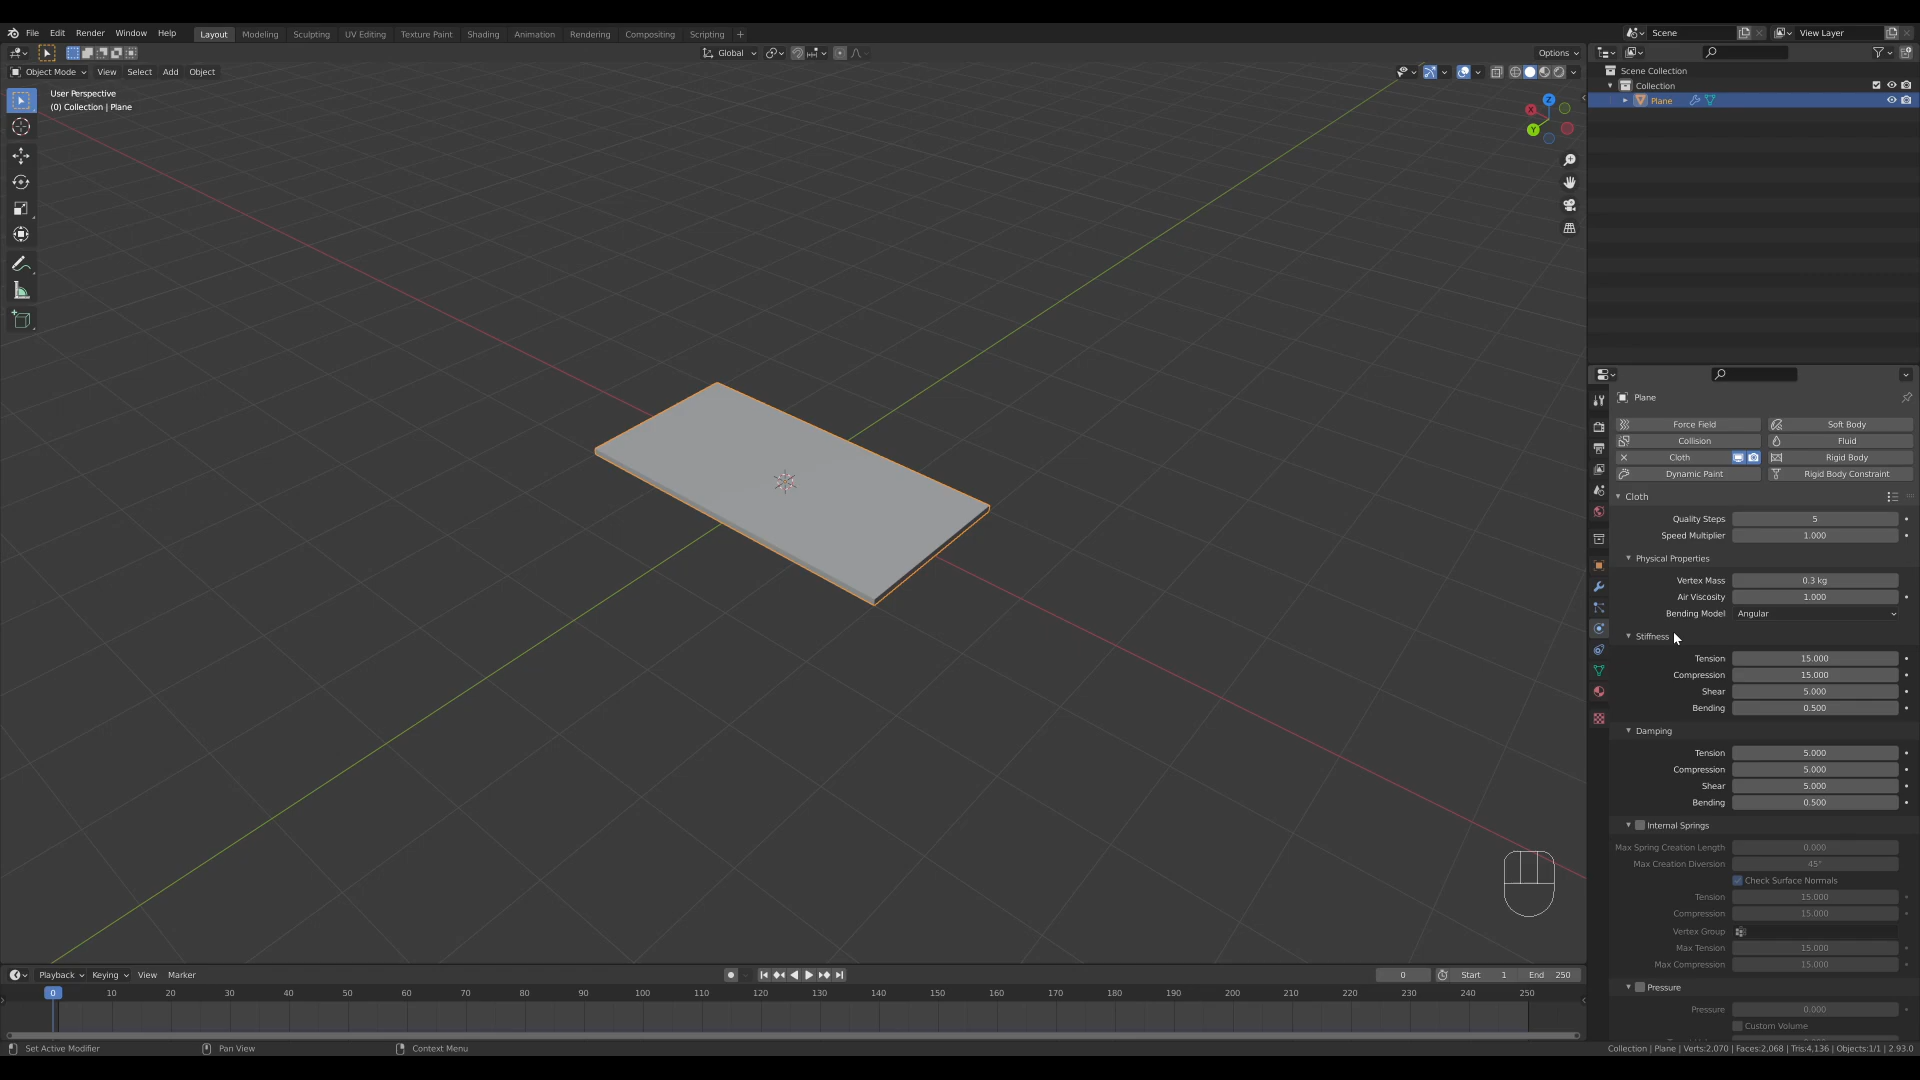 File Edit Render Window Help Layout Modeling Sculpting UV Editing Texture Paint Shading Animation Rendering Compositing Scripting + Scene View Layer
Global Options
Object Mode View Select Add Object
User Perspective
(0) Collection | Plane
Z
X
Y
Scene Collection
Collection
Plane
Plane
Force Field Soft Body
Collision Fluid
Cloth Rigid Body
Dynamic Paint Rigid Body Constraint
Cloth
Quality Steps 5
Speed Multiplier 1.000
Physical Properties
Vertex Mass 0.3 kg
Air Viscosity 1.000
Bending Model Angular
Stiffness
Tension 15.000
Compression 15.000
Shear 5.000
Bending 0.500
Damping
Tension 5.000
Compression 5.000
Shear 5.000
Bending 0.500
Internal Springs
Max Spring Creation Length 0.000
Max Creation Diversion 45°
Check Surface Normals
Tension 15.000
Compression 15.000
Vertex Group
Max Tension 15.000
Max Compression 15.000
Pressure
Pressure 0.000
Custom Volume
Playback Keying View Marker 0 Start 1 End 250
0 10 20 30 40 50 60 70 80 90 100 110 120 130 140 150 160 170 180 190 200 210 220 230 240 250
Set Active Modifier Pan View Context Menu Collection | Plane | Verts:2,070 | Faces:2,068 | Tris:4,136 | Objects:1/1 | 2.93.0